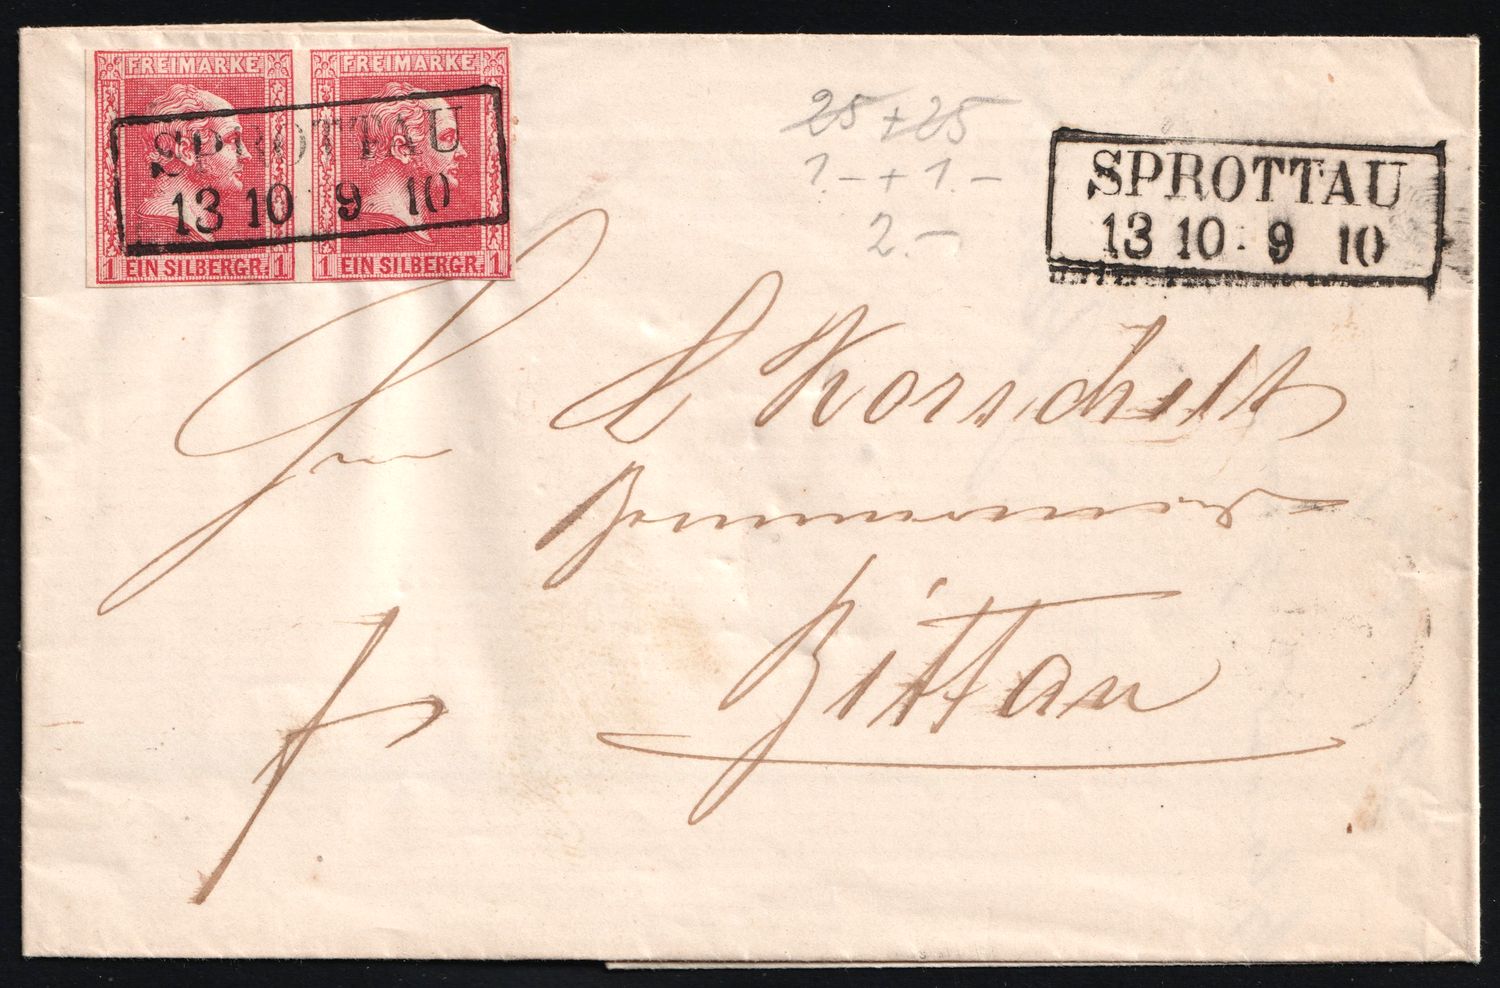 FREIMARKE FREIMARKE
SPROTTAU
13 10 9 10
1 EIN SILBERGR. 1 1 EIN SILBERGR. 1
25 + 25
1.- + 1.-
2.-
SPROTTAU
13 10 . 9 10
Korschelt
Zittau